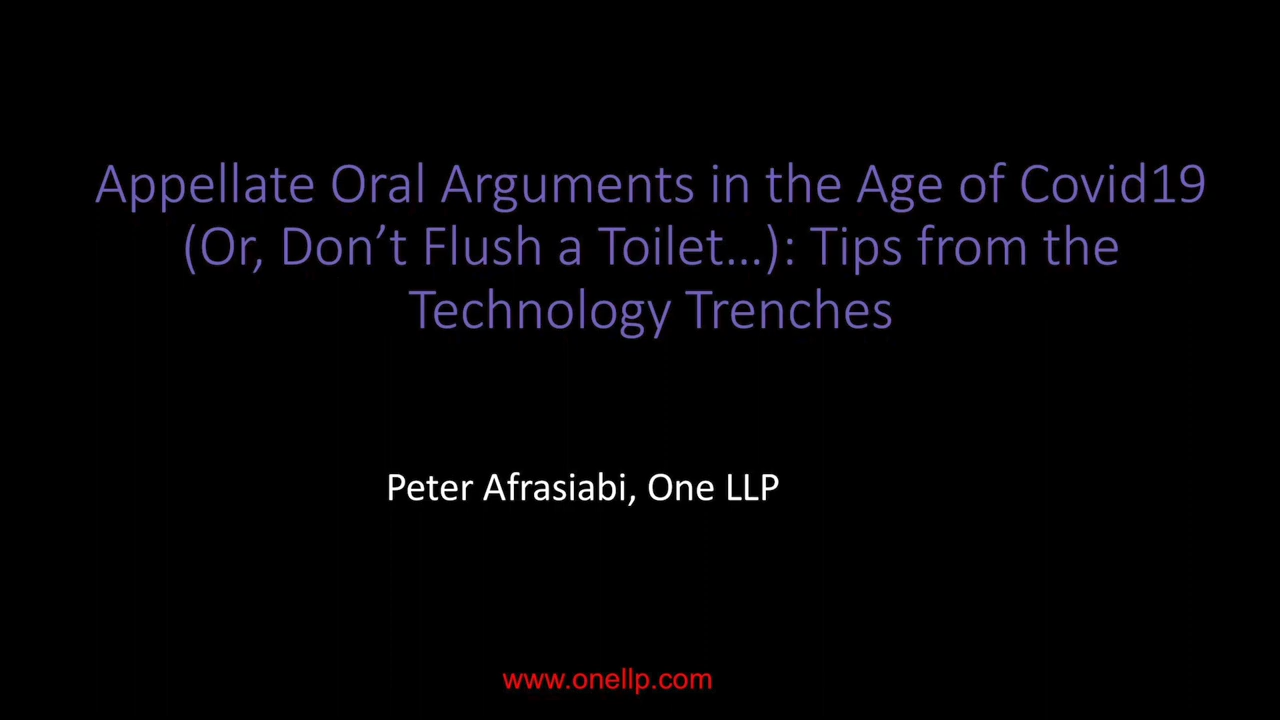 Appellate Oral Arguments in the Age of Covid19
(Or, Don’t Flush a Toilet…): Tips from the
Technology Trenches
Peter Afrasiabi, One LLP
www.onellp.com